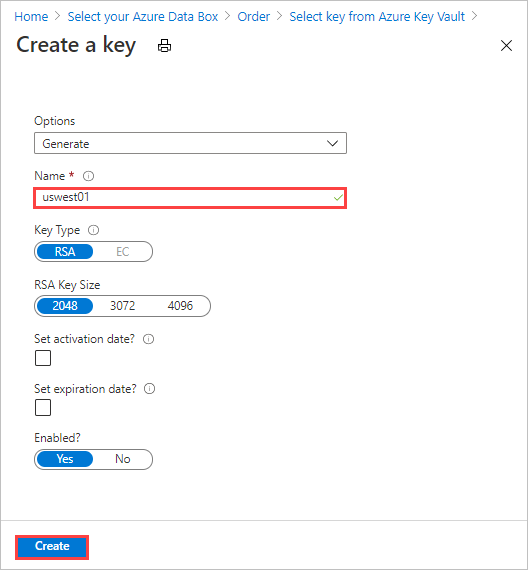 Home > Select your Azure Data Box > Order > Select key from Azure Key Vault >
Create a key
Options
Generate
Name *
uswest01
Key Type
RSA EC
RSA Key Size
2048 3072 4096
Set activation date?
Set expiration date?
Enabled?
Yes No
Create